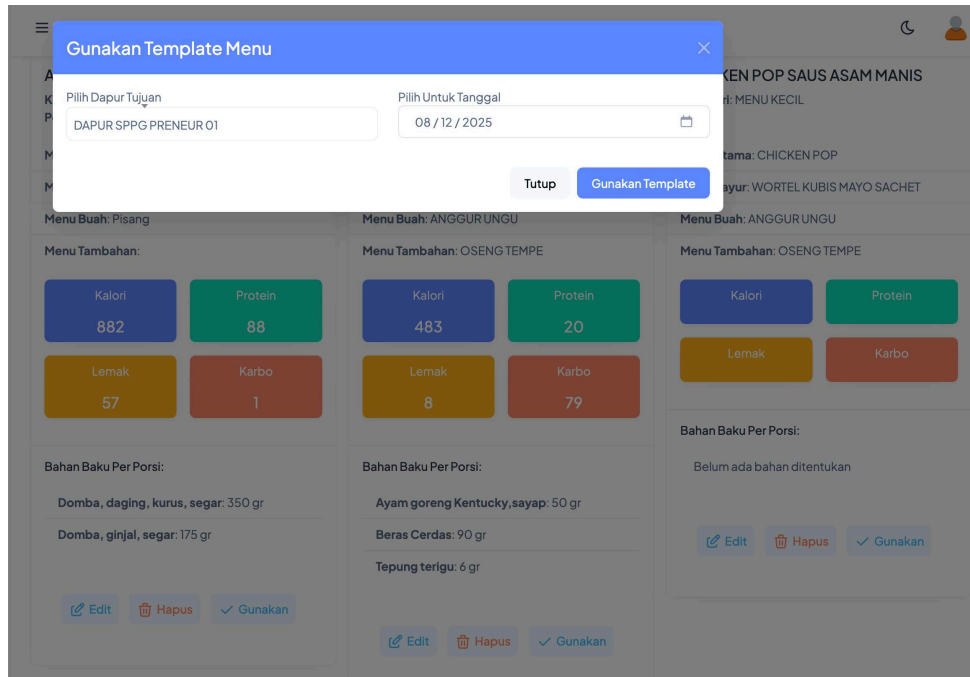 Gunakan Template Menu
Pilih Dapur Tujuan
Pilih Untuk Tanggal
DAPUR SPPG PRENEUR 01
08 / 12 / 2025
Tutup
Gunakan Template
Menu Buah: Pisang
Menu Tambahan:
Kalori
882
Protein
88
Lemak
57
Karbo
1
Bahan Baku Per Porsi:
Domba, daging, kurus, segar: 350 gr
Domba, ginjal, segar: 175 gr
Edit
Hapus
Gunakan
Menu Buah: ANGGUR UNGU
Menu Tambahan: OSENG TEMPE
Kalori
483
Protein
20
Lemak
8
Karbo
79
Bahan Baku Per Porsi:
Ayam goreng Kentucky,sayap: 50 gr
Beras Cerdas: 90 gr
Tepung terigu: 6 gr
Edit
Hapus
Gunakan
POP SAUS ASAM MANIS
MENU KECIL
CHICKEN POP
WORTEL KUBIS MAYO SACHET
Menu Buah: ANGGUR UNGU
Menu Tambahan: OSENG TEMPE
Kalori
Protein
Lemak
Karbo
Bahan Baku Per Porsi:
Belum ada bahan ditentukan
Edit
Hapus
Gunakan